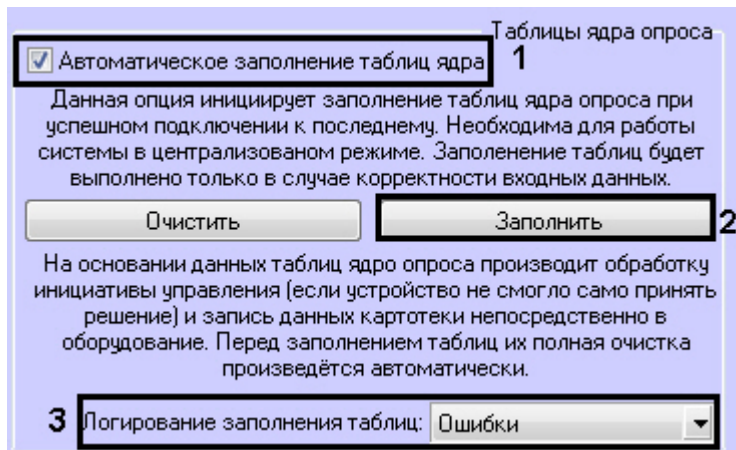 Таблицы ядра опроса
Автоматическое заполнение таблиц ядра 1
Данная опция инициирует заполнение таблиц ядра опроса при
успешном подключении к последнему. Необходима для работы
системы в централизованом режиме. Заполенение таблиц будет
выполнено только в случае корректности входных данных.
Очистить Заполнить 2
На основании данных таблиц ядро опроса производит обработку
инициативы управления (если устройство не смогло само принять
решение) и запись данных картотеки непосредственно в
оборудование. Перед заполнением таблиц их полная очистка
произведётся автоматически.
3 Логирование заполнения таблиц: Ошибки